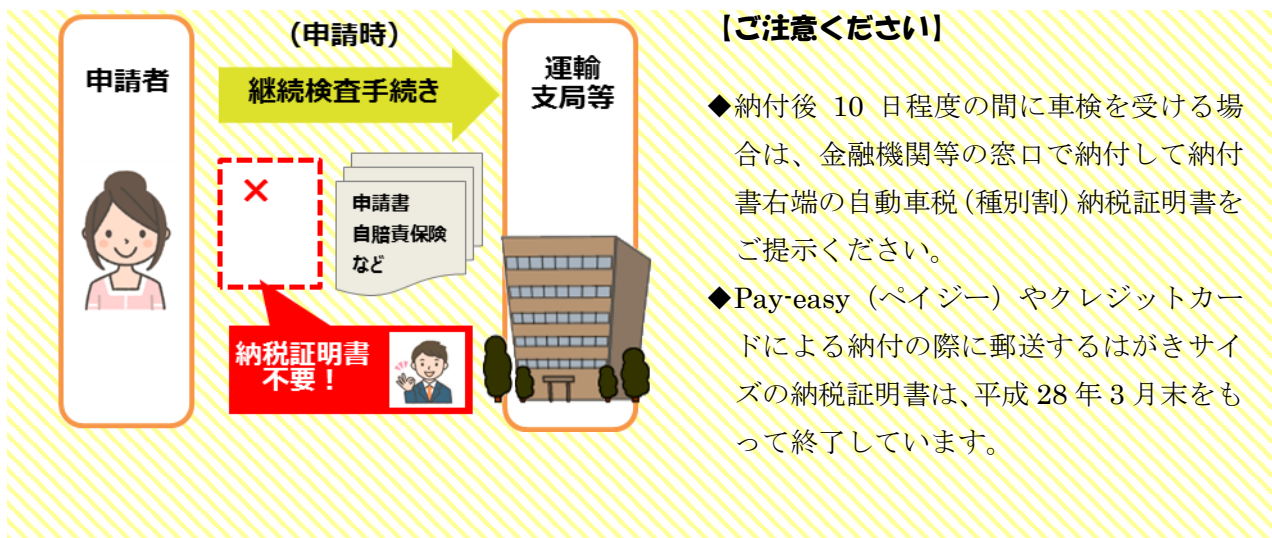 (申請時)
申請者
継続検査手続き
運輸
支局等
×
申請書
自賠責保険
など
納税証明書
不要！
【ご注意ください】
◆納付後 10 日程度の間に車検を受ける場
合は、金融機関等の窓口で納付して納付
書右端の自動車税(種別割)納税証明書を
ご提示ください。
◆Pay-easy（ペイジー）やクレジットカー
ドによる納付の際に郵送するはがきサイ
ズの納税証明書は、平成 28 年 3 月末をも
って終了しています。